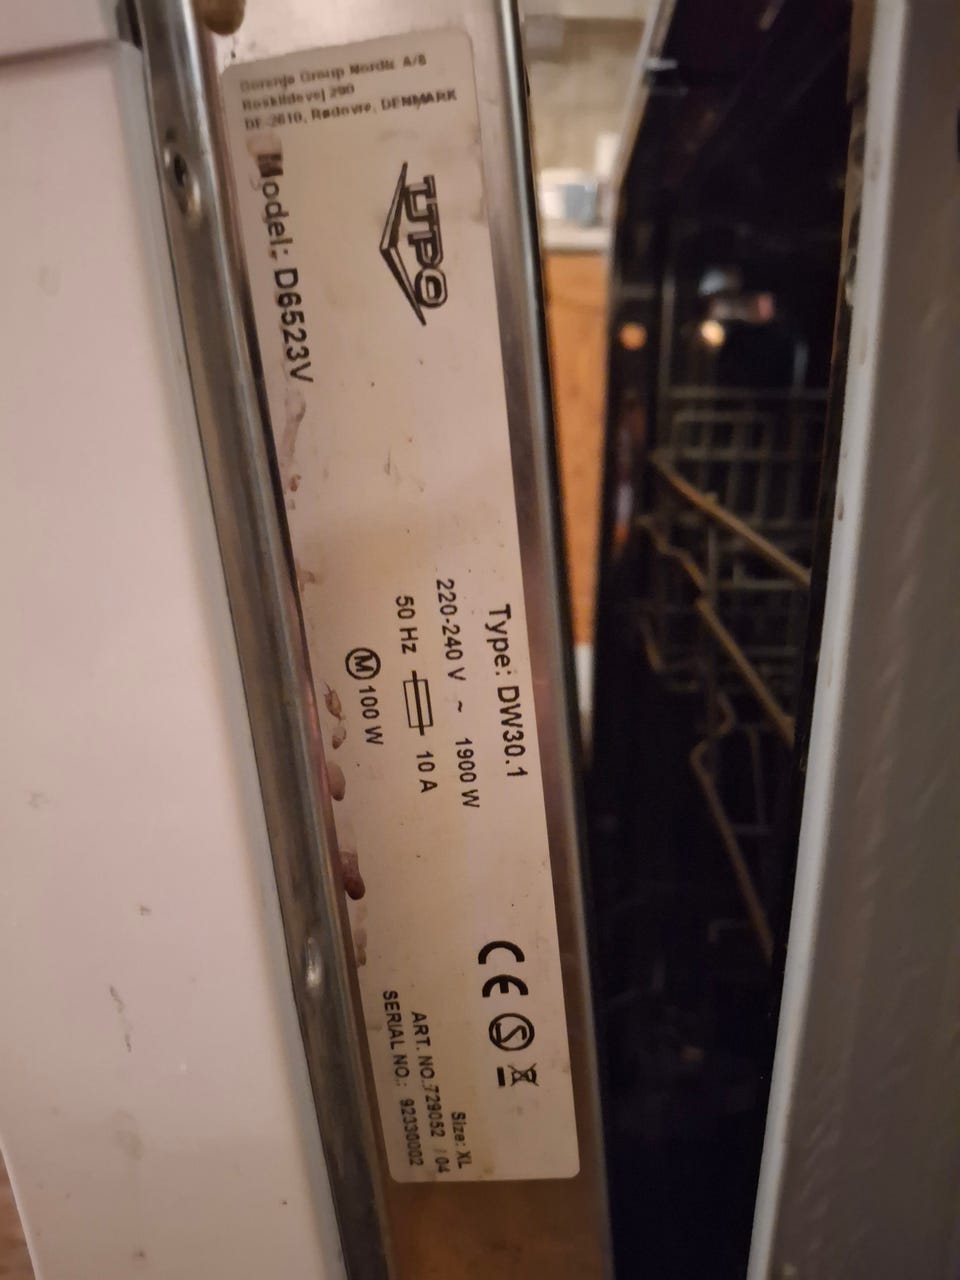 Gorenje Group Nordic A/S
Roskildevej 290
DE-2610, Rødovre, DENMARK
UPO
Model: D6523V
Type: DW30.1
220-240 V ~ 1900 W
50 Hz 10 A
M 100 W
CE S
Size: XL
ART. NO.:729052 / 04
SERIAL NO.: 92330002